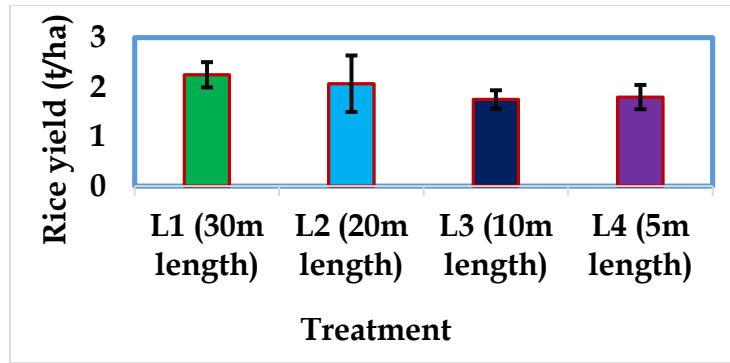 Rice yield (t/ha)
3
2
1
0
L1 (30m length)
L2 (20m length)
L3 (10m length)
L4 (5m length)
Treatment